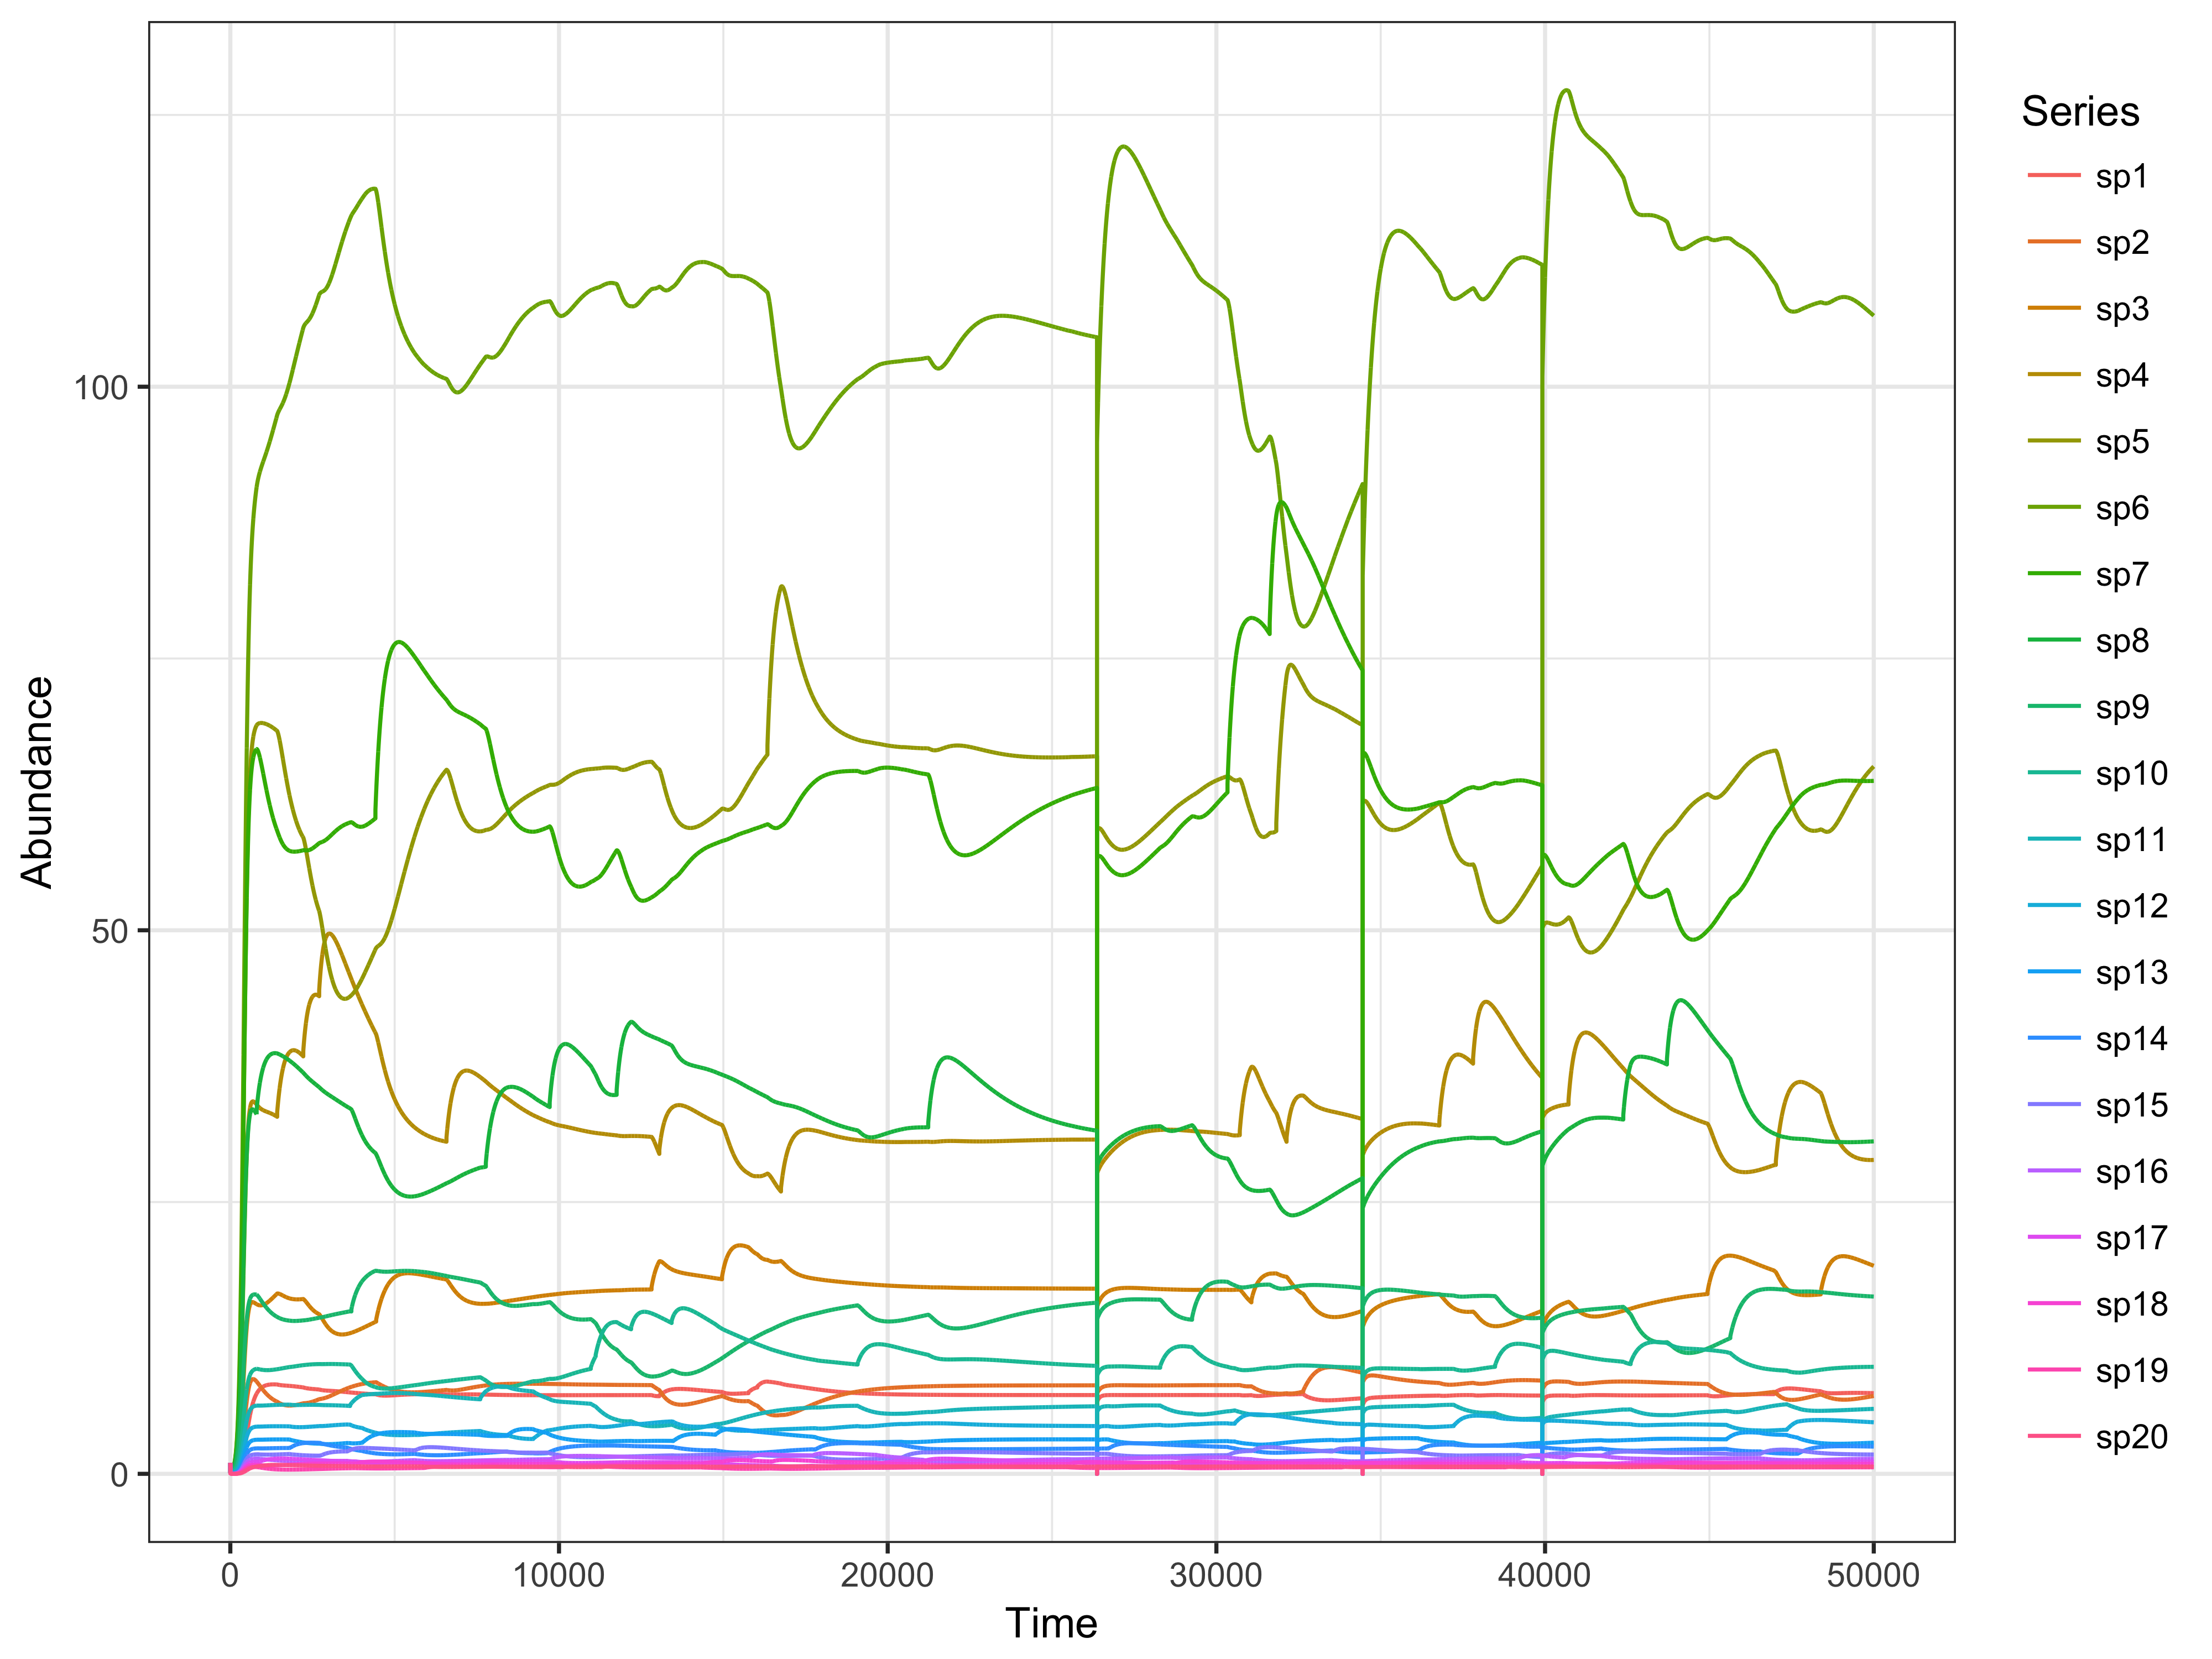 Abundance
100
50
0
0 10000 20000 30000 40000 50000
Time
Series
sp1
sp2
sp3
sp4
sp5
sp6
sp7
sp8
sp9
sp10
sp11
sp12
sp13
sp14
sp15
sp16
sp17
sp18
sp19
sp20